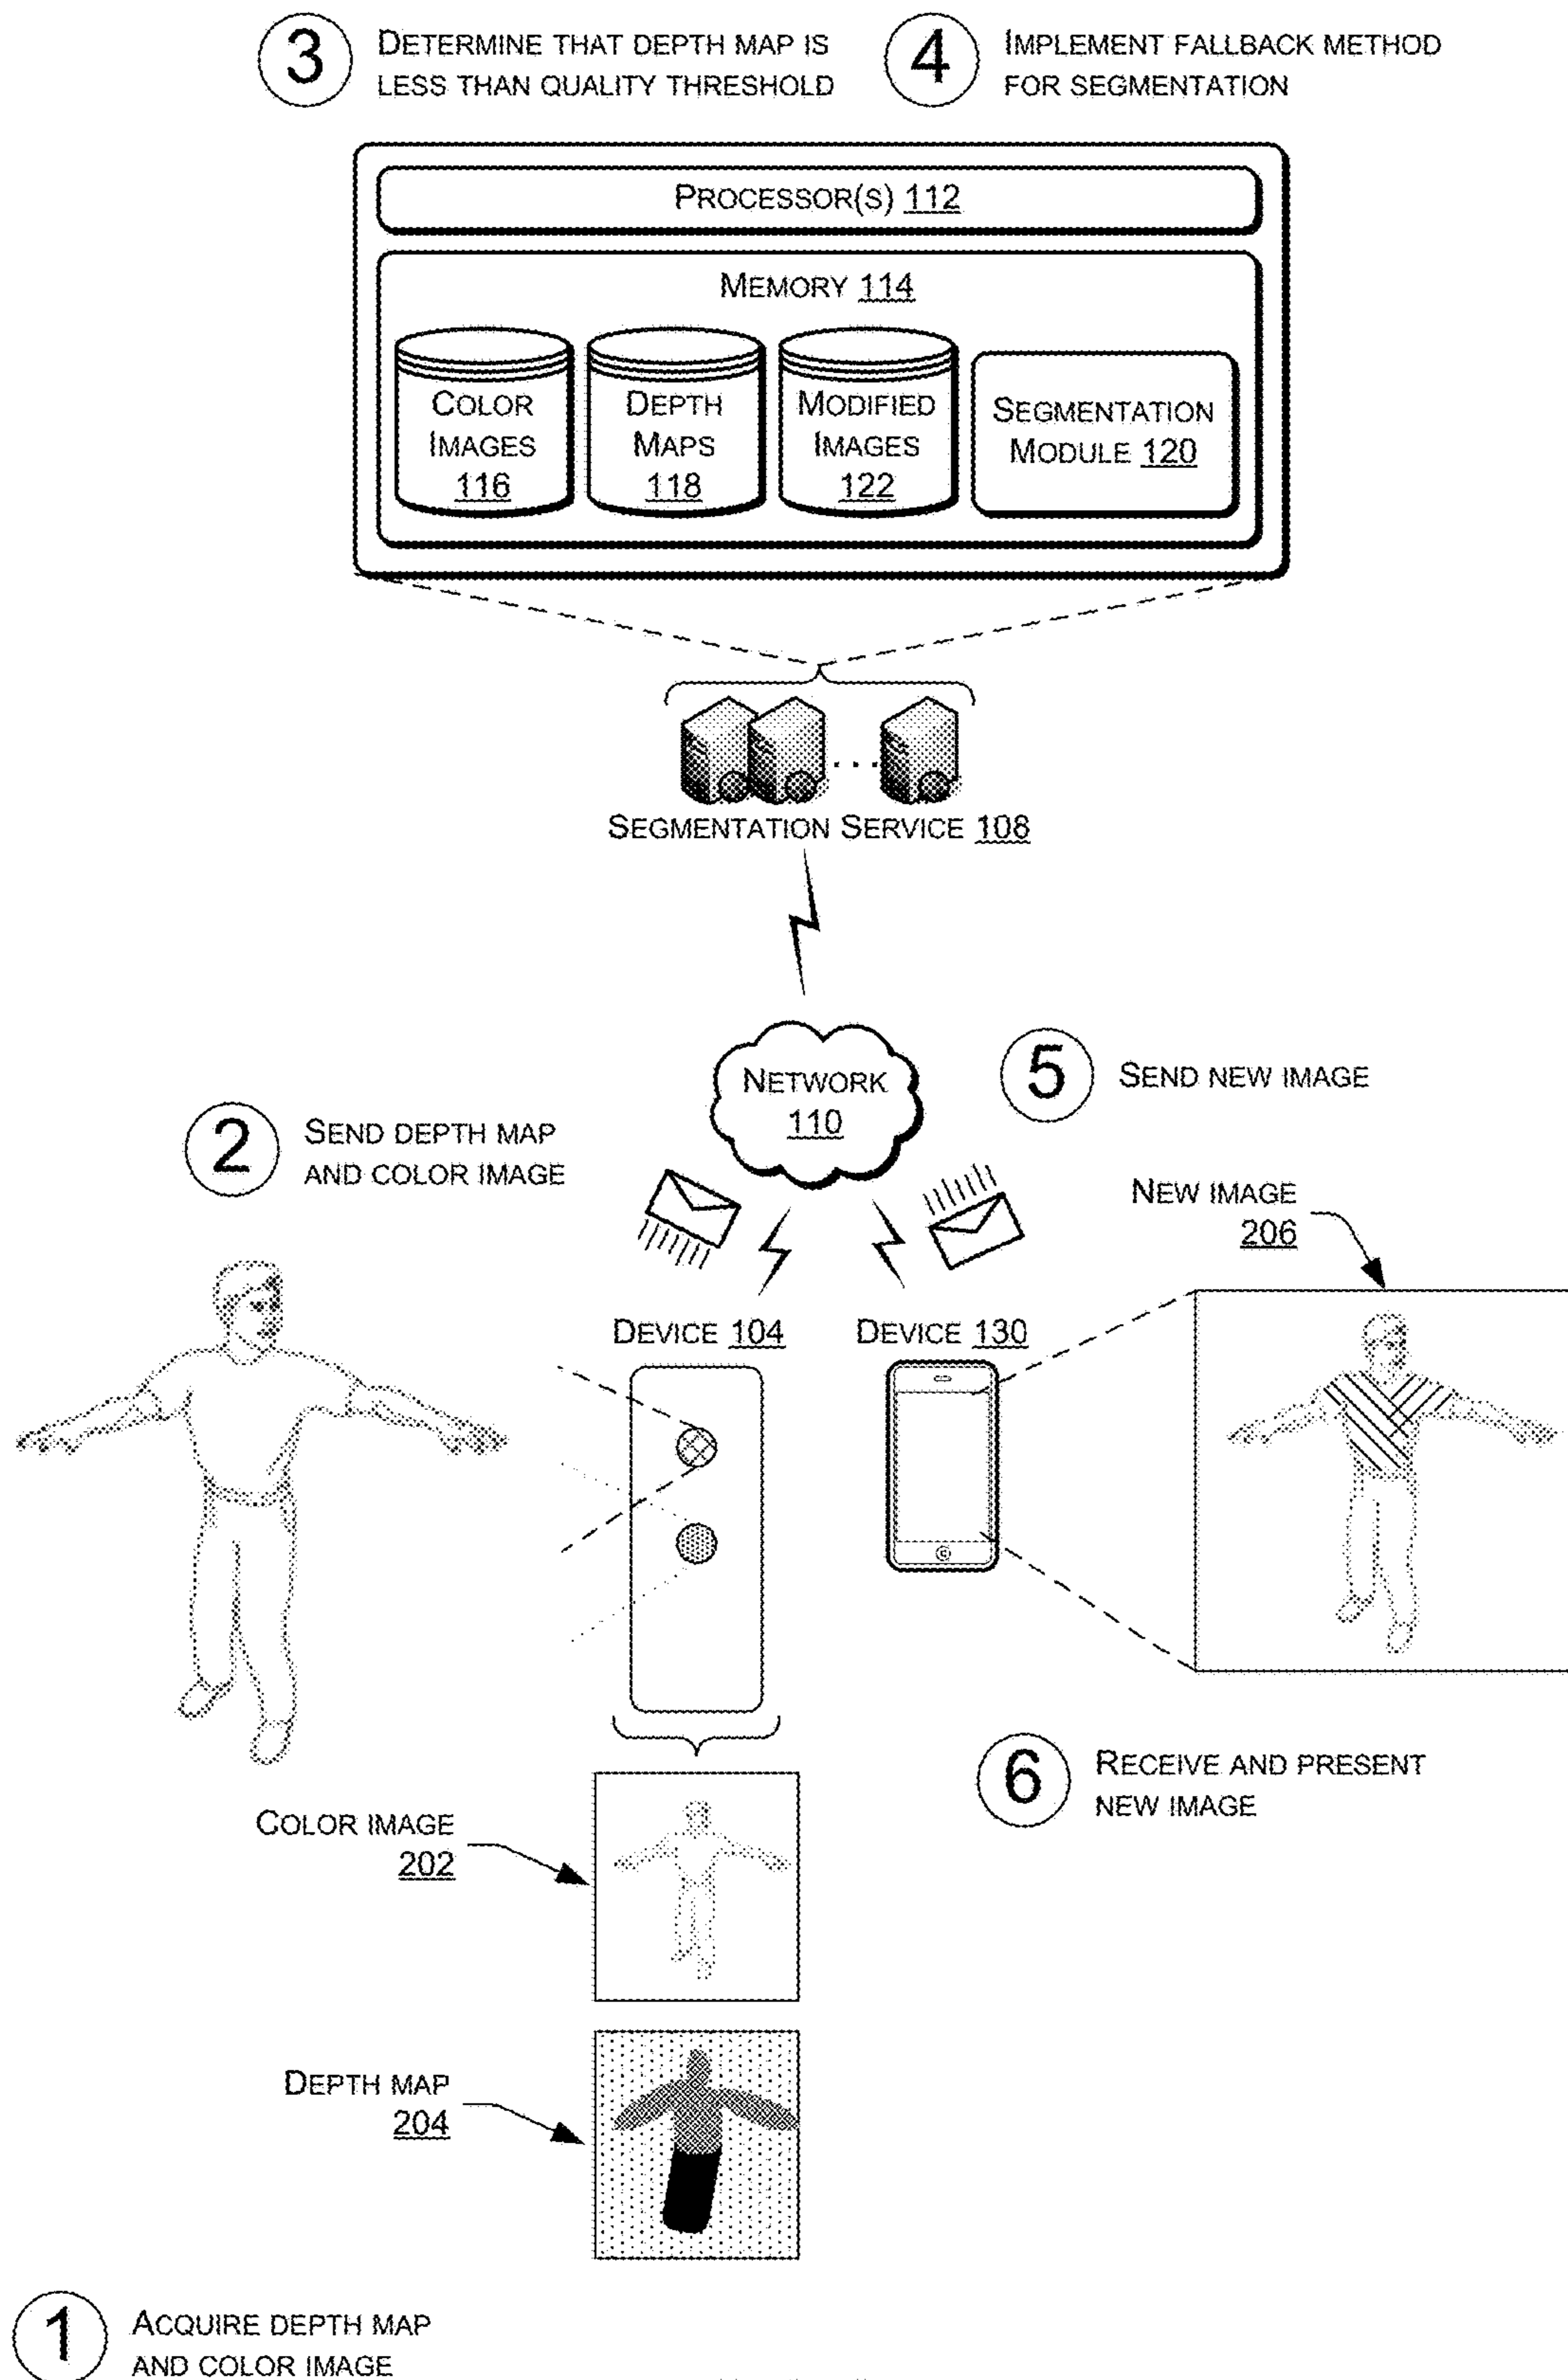 3 DETERMINE THAT DEPTH MAP IS
LESS THAN QUALITY THRESHOLD
4 IMPLEMENT FALLBACK METHOD
FOR SEGMENTATION
PROCESSOR(S) 112
MEMORY 114
COLOR
IMAGES
116
DEPTH
MAPS
118
MODIFIED
IMAGES
122
SEGMENTATION
MODULE 120
SEGMENTATION SERVICE 108
NETWORK
110
5 SEND NEW IMAGE
2 SEND DEPTH MAP
AND COLOR IMAGE
NEW IMAGE
206
DEVICE 104
DEVICE 130
6 RECEIVE AND PRESENT
NEW IMAGE
COLOR IMAGE
202
DEPTH MAP
204
1 ACQUIRE DEPTH MAP
AND COLOR IMAGE